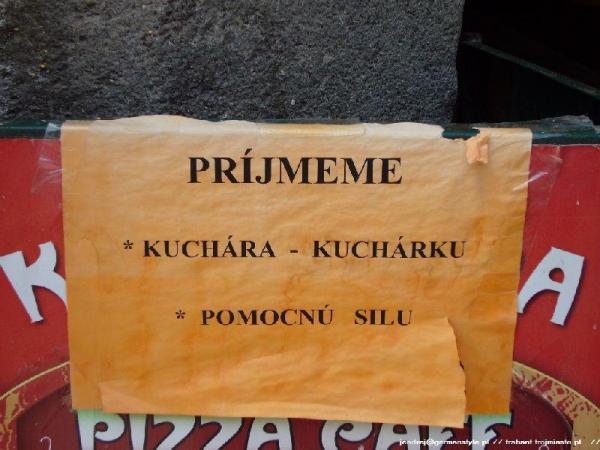 PRÍJMEME
* KUCHÁRA - KUCHÁRKU
* POMOCNÚ SILU
PIZZA CAFE